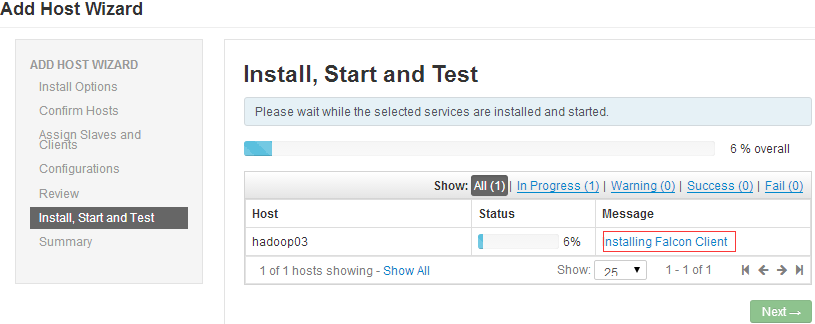 Add Host Wizard
ADD HOST WIZARD
Install Options
Confirm Hosts
Assign Slaves and
Clients
Configurations
Review
Install, Start and Test
Summary
Install, Start and Test
Please wait while the selected services are installed and started.
6 % overall
Show: All (1) | In Progress (1) | Warning (0) | Success (0) | Fail (0)
Host Status Message
hadoop03 6% Installing Falcon Client
1 of 1 hosts showing - Show All Show: 25 1 - 1 of 1
Next→